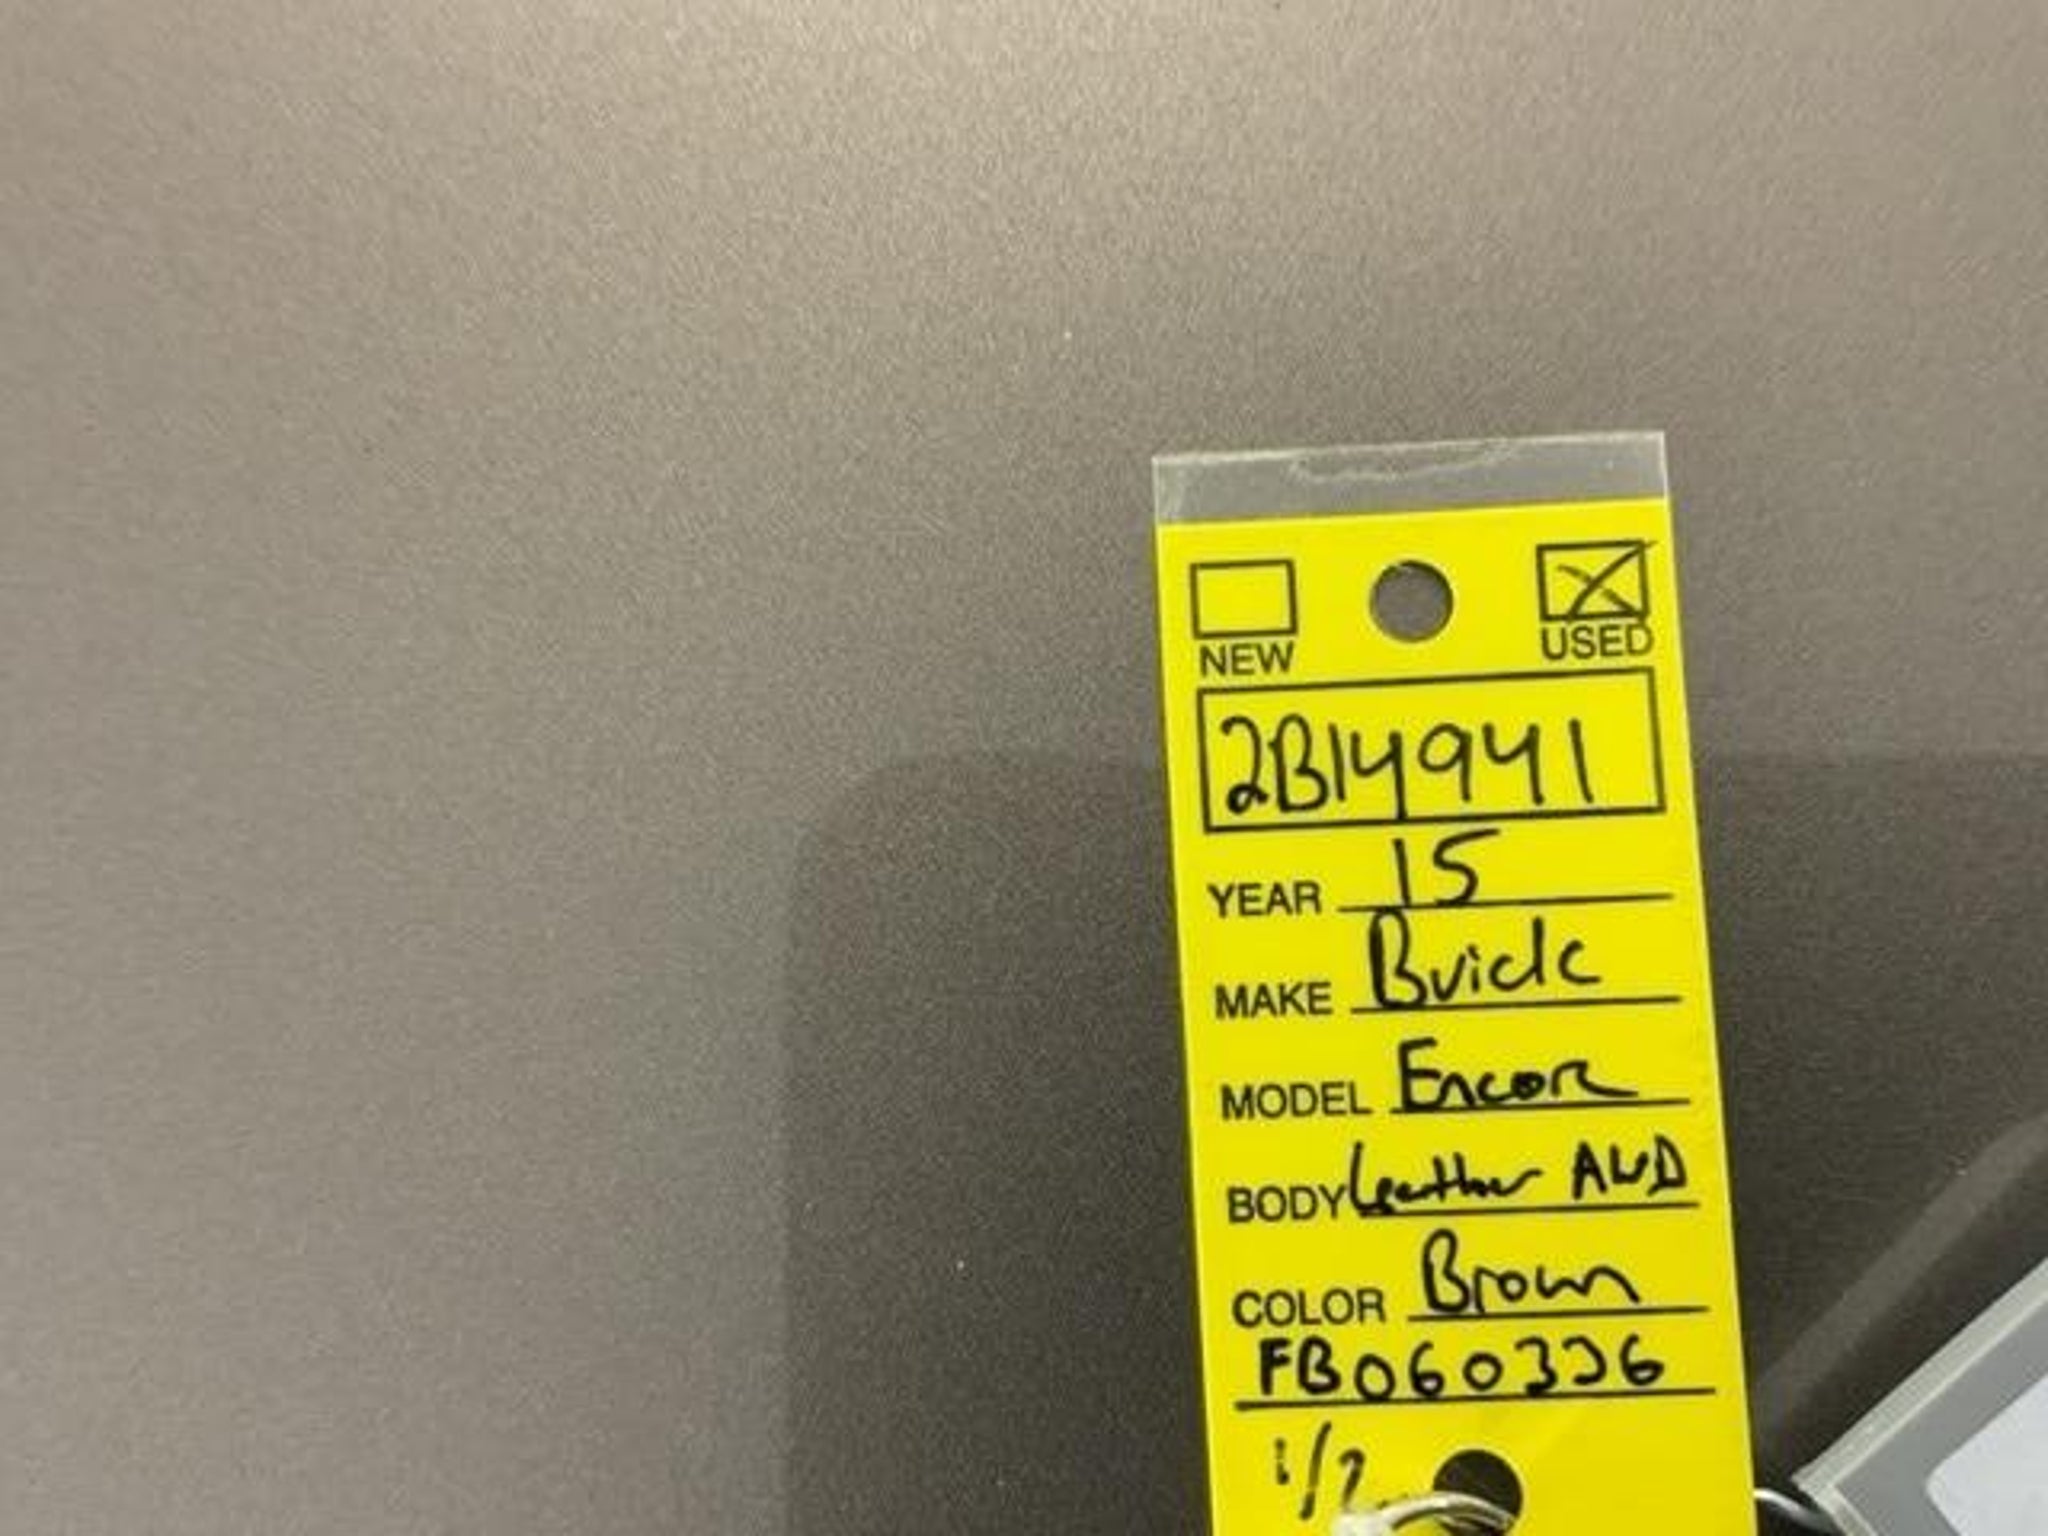 NEW USED
2B14941
YEAR 15
MAKE Buick
MODEL Encore
BODY Leather AWD
COLOR Brown
FB060336
1/2